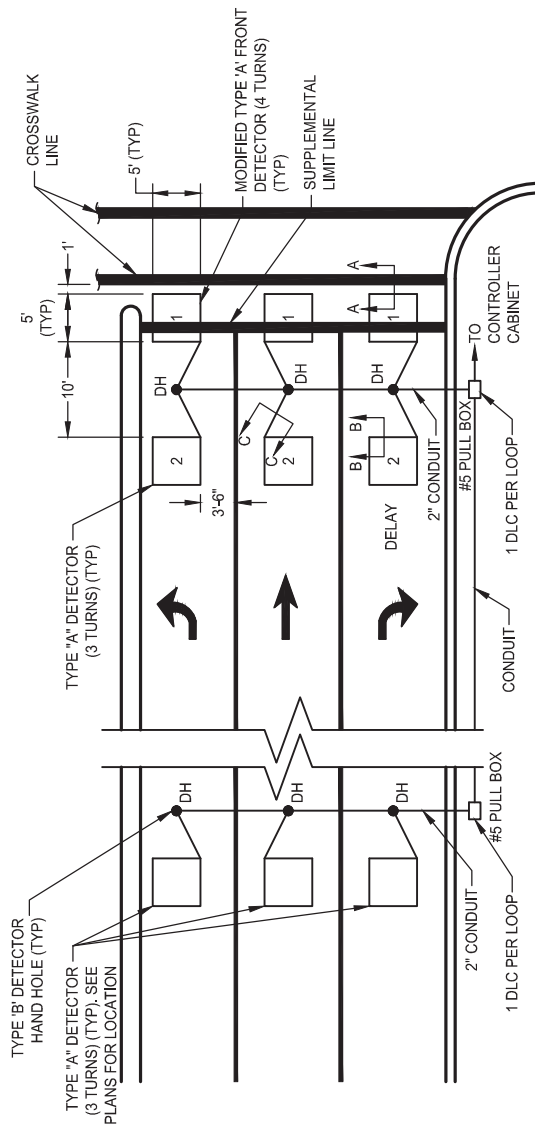 CROSSWALK
LINE
5' (TYP)
MODIFIED TYPE 'A' FRONT
DETECTOR (4 TURNS)
(TYP)
SUPPLEMENTAL
LIMIT LINE
1'
5'
(TYP)
10'
TYPE "A" DETECTOR
(3 TURNS) (TYP)
3'-6"
TYPE 'B' DETECTOR
HAND HOLE (TYP)
TYPE "A" DETECTOR
(3 TURNS) (TYP). SEE
PLANS FOR LOCATION
DH
DH
DH
DH
DH
DH
2
2
2
1
1
1
C
C
B
B
A
A
DELAY
2" CONDUIT
#5 PULL BOX
TO
CONTROLLER
CABINET
1 DLC PER LOOP
CONDUIT
#5 PULL BOX
2" CONDUIT
1 DLC PER LOOP